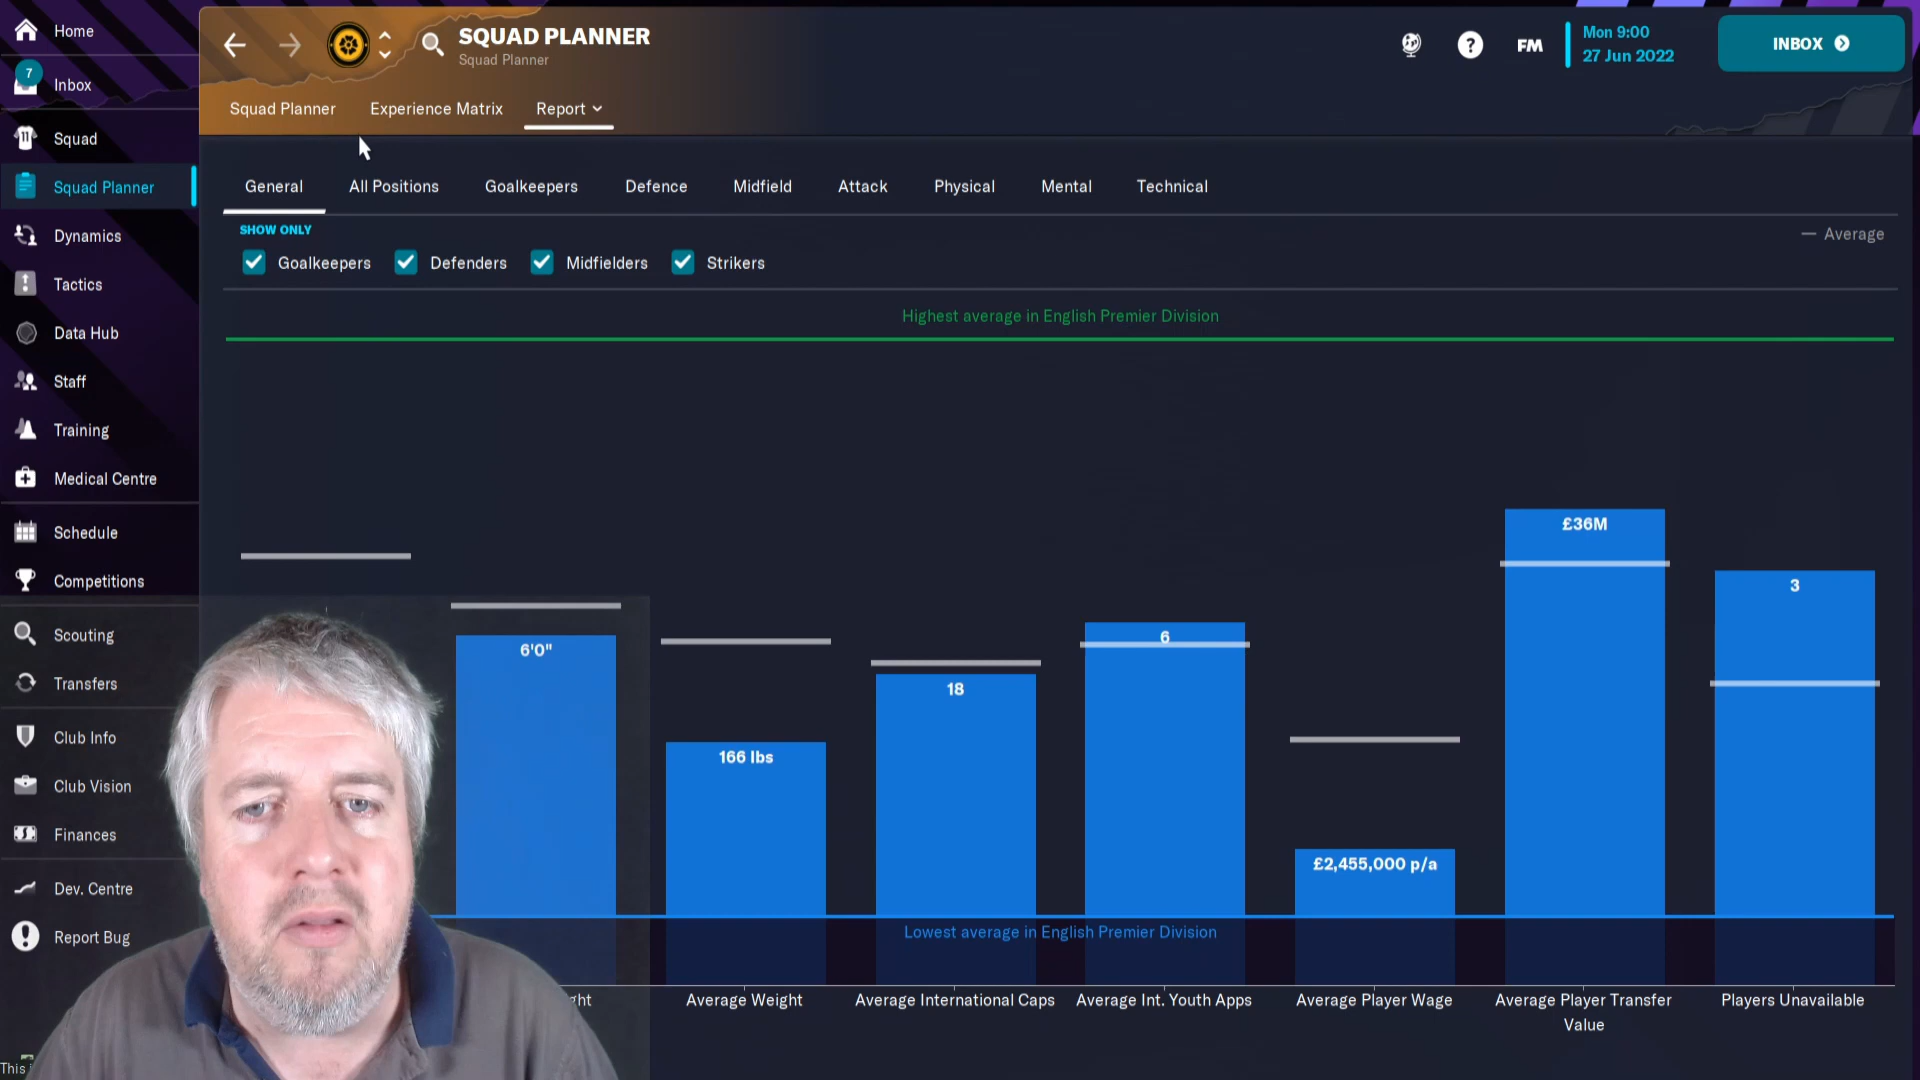 Home
7
Inbox
Squad
Squad Planner
Dynamics
Tactics
Data Hub
Staff
Training
Medical Centre
Schedule
Competitions
Scouting
Transfers
Club Info
Club Vision
Finances
Dev. Centre
Report Bug
This
SQUAD PLANNER
Squad Planner
?
FM
Mon 9:00
27 Jun 2022
INBOX
Squad Planner
Experience Matrix
Report
General
All Positions
Goalkeepers
Defence
Midfield
Attack
Physical
Mental
Technical
SHOW ONLY
Goalkeepers
Defenders
Midfielders
Strikers
Average
Highest average in English Premier Division
6'0"
166 lbs
18
6
£2,455,000 p/a
£36M
3
Lowest average in English Premier Division
Average Weight
Average International Caps
Average Int. Youth Apps
Average Player Wage
Average Player Transfer
Value
Players Unavailable